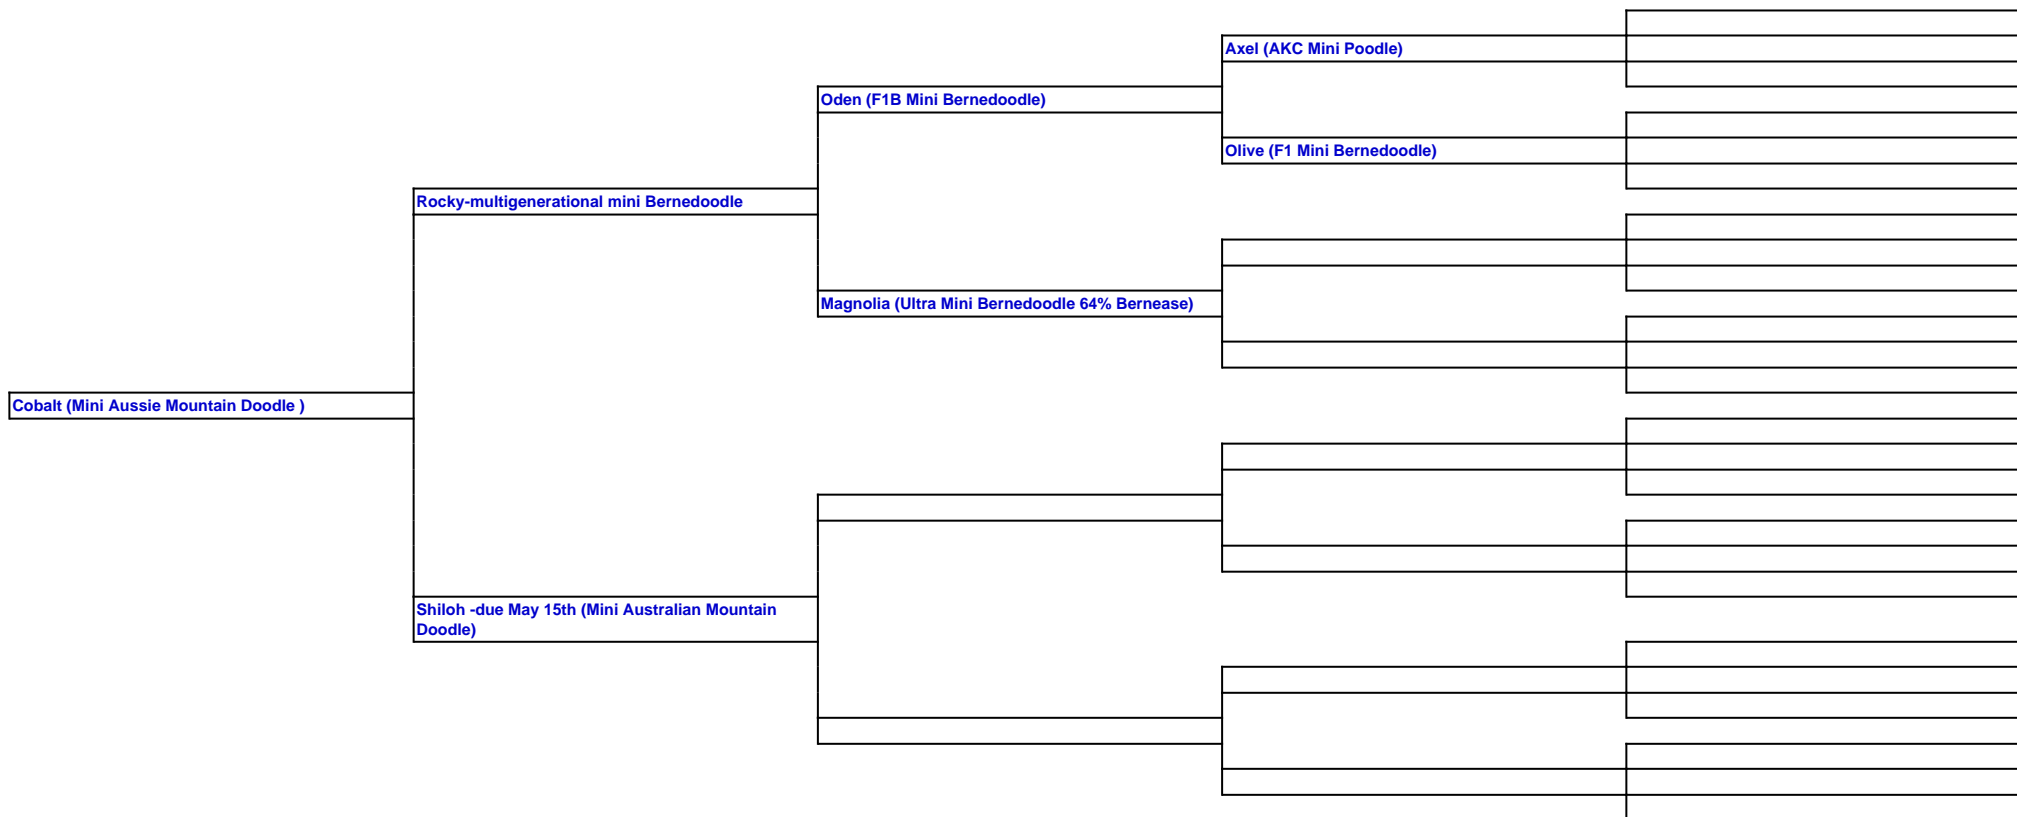 Axel (AKC Mini Poodle)
Oden (F1B Mini Bernedoodle)
Olive (F1 Mini Bernedoodle)
Rocky-multigenerational mini Bernedoodle
Magnolia (Ultra Mini Bernedoodle 64% Bernease)
Cobalt (Mini Aussie Mountain Doodle )
Shiloh -due May 15th (Mini Australian Mountain
Doodle)